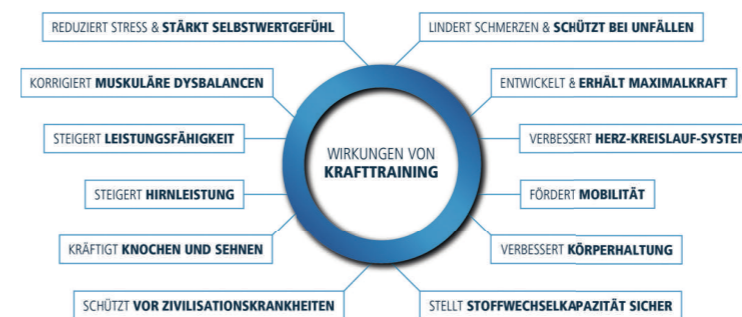 REDUZIERT STRESS & STÄRKT SELBSTWERTGEFÜHL
LINDERT SCHMERZEN & SCHÜTZT BEI UNFÄLLEN
KORRIGIERT MUSKULÄRE DYSBALANCEN
ENTWICKELT & ERHÄLT MAXIMALKRAFT
STEIGERT LEISTUNGSFÄHIGKEIT
VERBESSERT HERZ-KREISLAUF-SYSTEM
WIRKUNGEN VON
KRAFTTRAINING
STEIGERT HIRNLEISTUNG
FÖRDERT MOBILITÄT
KRÄFTIGT KNOCHEN UND SEHNEN
VERBESSERT KÖRPERHALTUNG
SCHÜTZT VOR ZIVILISATIONSKRANKHEITEN
STELLT STOFFWECHSELKAPAZITÄT SICHER